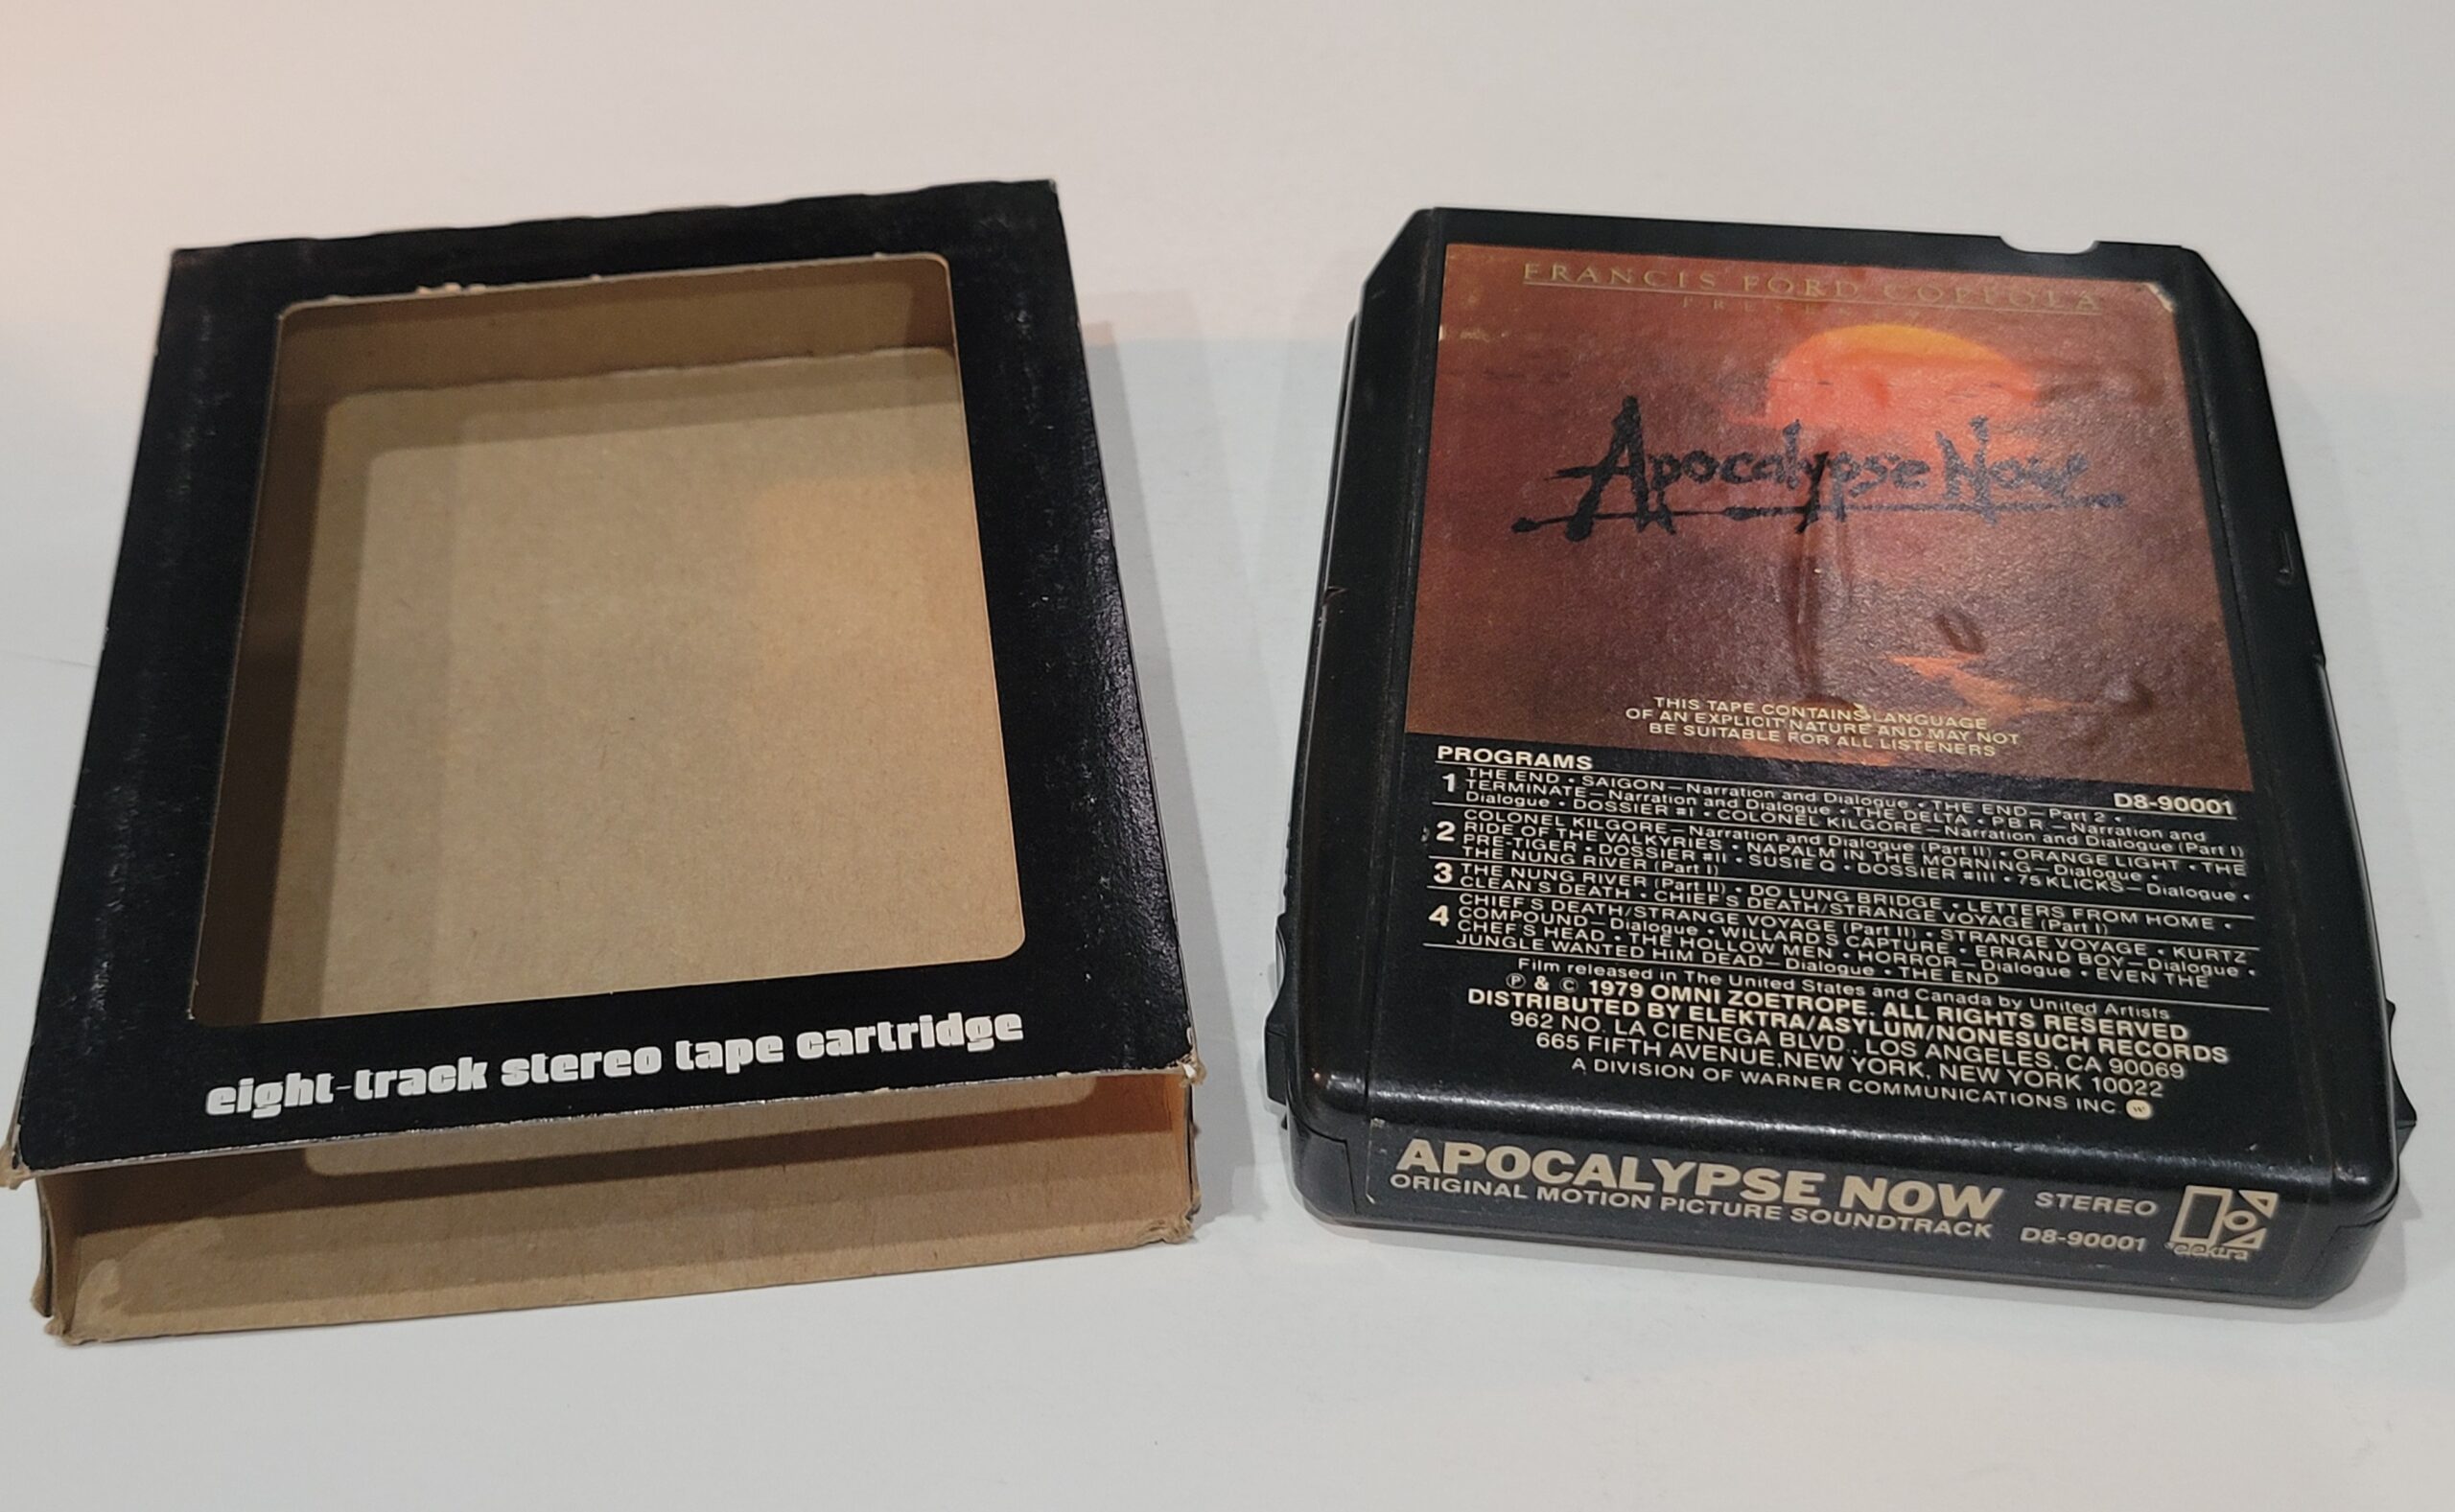 eight-track stereo tape cartridge
FRANCIS FORD COPPOLA
Apocalypse Now
THIS TAPE CONTAINS LANGUAGE
OF AN EXPLICIT NATURE AND MAY NOT
BE SUITABLE FOR ALL LISTENERS
PROGRAMS
D8-90001
1 THE END • SAIGON—Narration and Dialogue • THE END—Part 2 •
TERMINATE—Narration and Dialogue • THE DELTA • P.B.R.—Narration and
Dialogue • DOSSIER #I • COLONEL KILGORE—Narration and Dialogue (Part I)
2 COLONEL KILGORE—Narration and Dialogue (Part II) • ORANGE LIGHT • THE
RIDE OF THE VALKYRIES • NAPALM IN THE MORNING—Dialogue •
PRE-TIGER • DOSSIER #II • SUSIE Q • DOSSIER #III • 75 KLICKS—Dialogue •
THE NUNG RIVER (Part I)
3 THE NUNG RIVER (Part II) • DO LUNG BRIDGE • LETTERS FROM HOME •
CLEAN'S DEATH • CHIEF'S DEATH/STRANGE VOYAGE (Part I)
4 CHIEF'S DEATH/STRANGE VOYAGE (Part II) • STRANGE VOYAGE • KURTZ'
COMPOUND—Dialogue • WILLARD'S CAPTURE • ERRAND BOY—Dialogue •
CHEF'S HEAD • THE HOLLOW MEN • HORROR—Dialogue • EVEN THE
JUNGLE WANTED HIM DEAD—Dialogue • THE END
Film released in The United States and Canada by United Artists
℗ & © 1979 OMNI ZOETROPE. ALL RIGHTS RESERVED
DISTRIBUTED BY ELEKTRA/ASYLUM/NONESUCH RECORDS
962 NO. LA CIENEGA BLVD., LOS ANGELES, CA 90069
665 FIFTH AVENUE, NEW YORK, NEW YORK 10022
A DIVISION OF WARNER COMMUNICATIONS INC.
APOCALYPSE NOW
ORIGINAL MOTION PICTURE SOUNDTRACK
STEREO
D8-90001
elektra